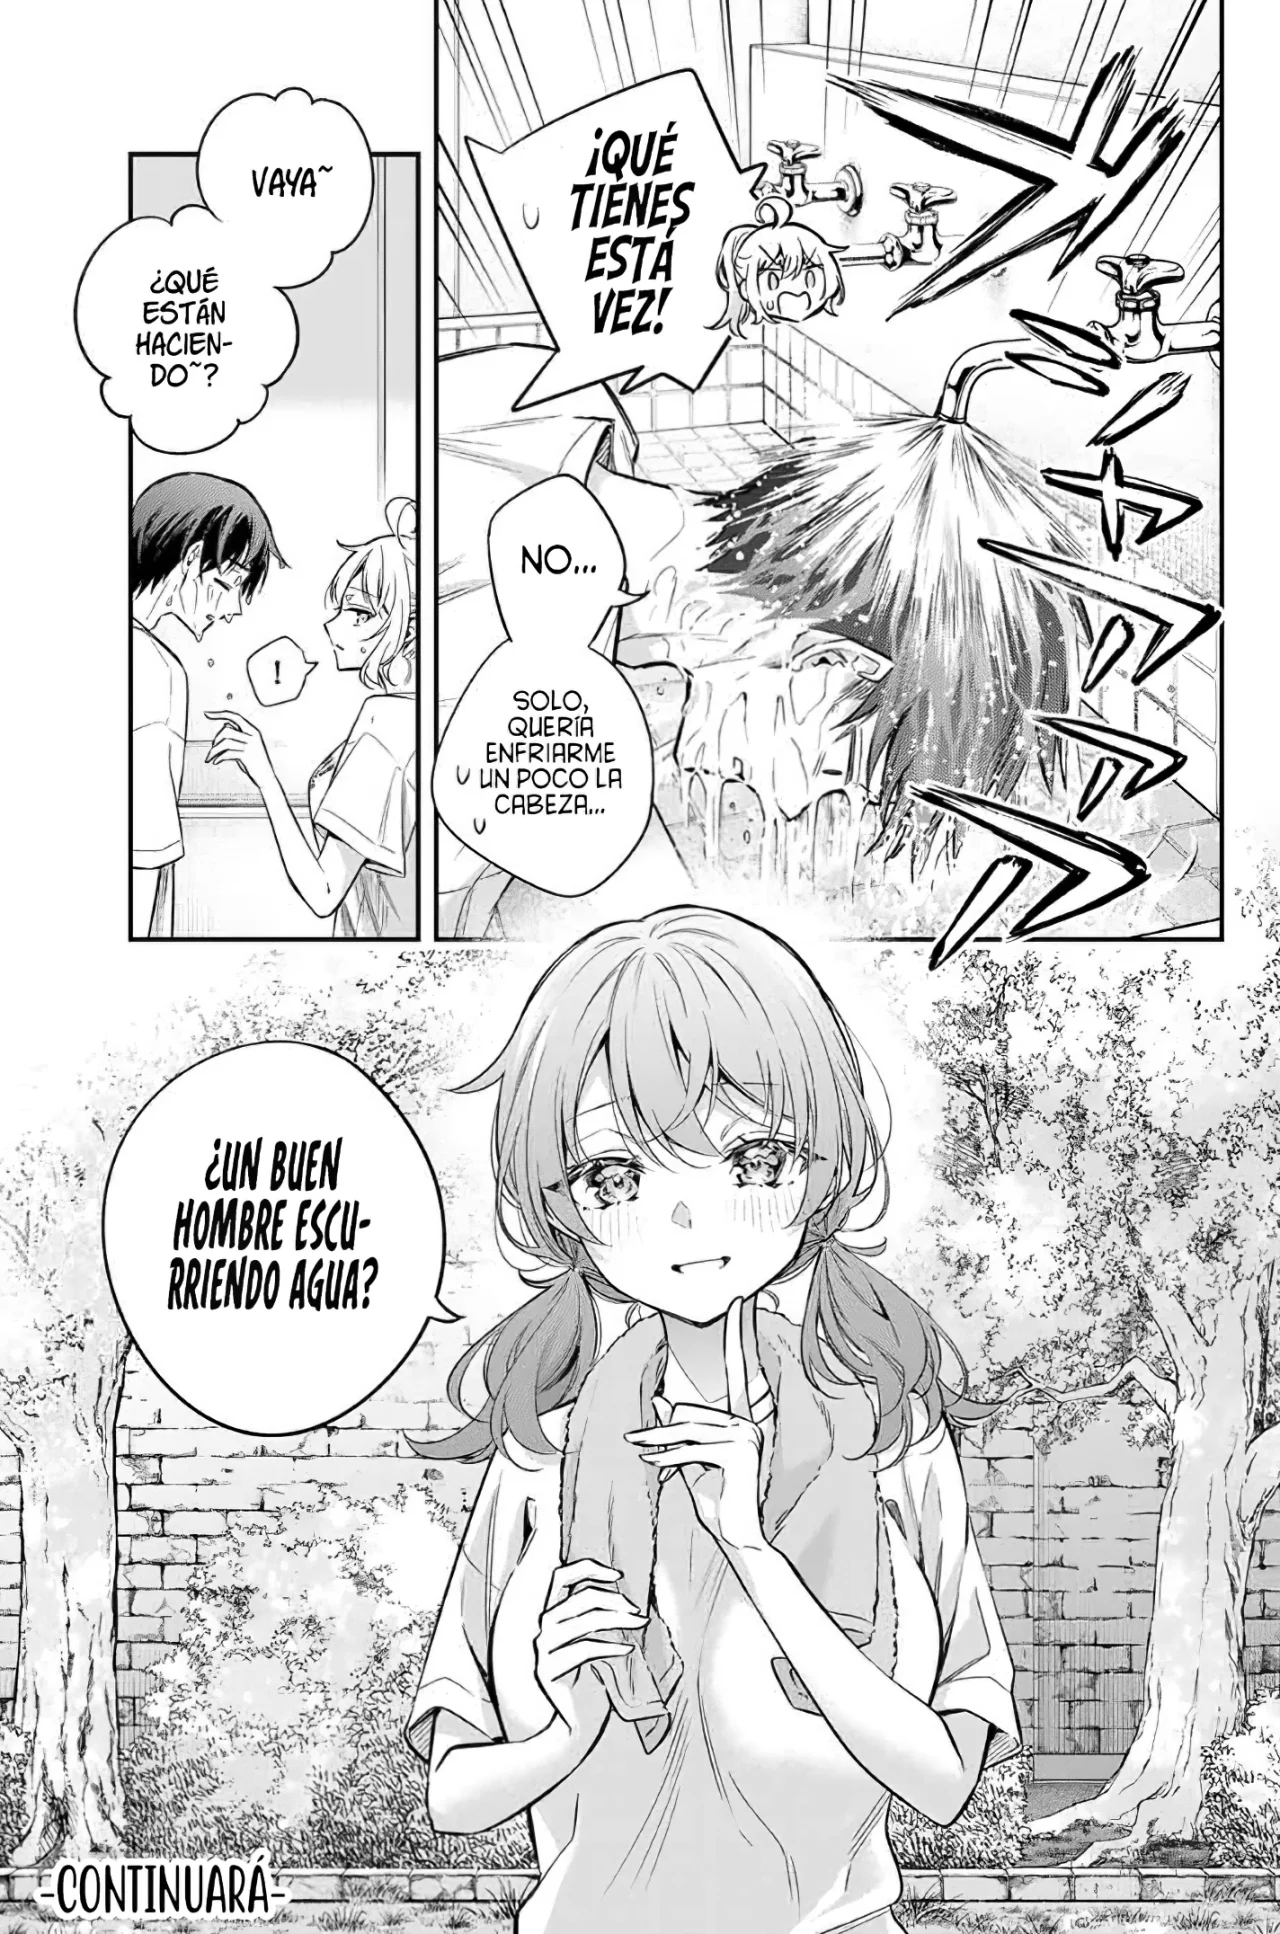 ¡QUÉ
TIENES
ESTÁ
VEZ!
NO...
SOLO,
QUERÍA
ENFRIARME
UN POCO LA
CABEZA...
VAYA~
¿QUÉ
ESTÁN
HACIEN-
DO~?
!
¿UN BUEN
HOMBRE ESCU-
RRIENDO AGUA?
-CONTINUARÁ-